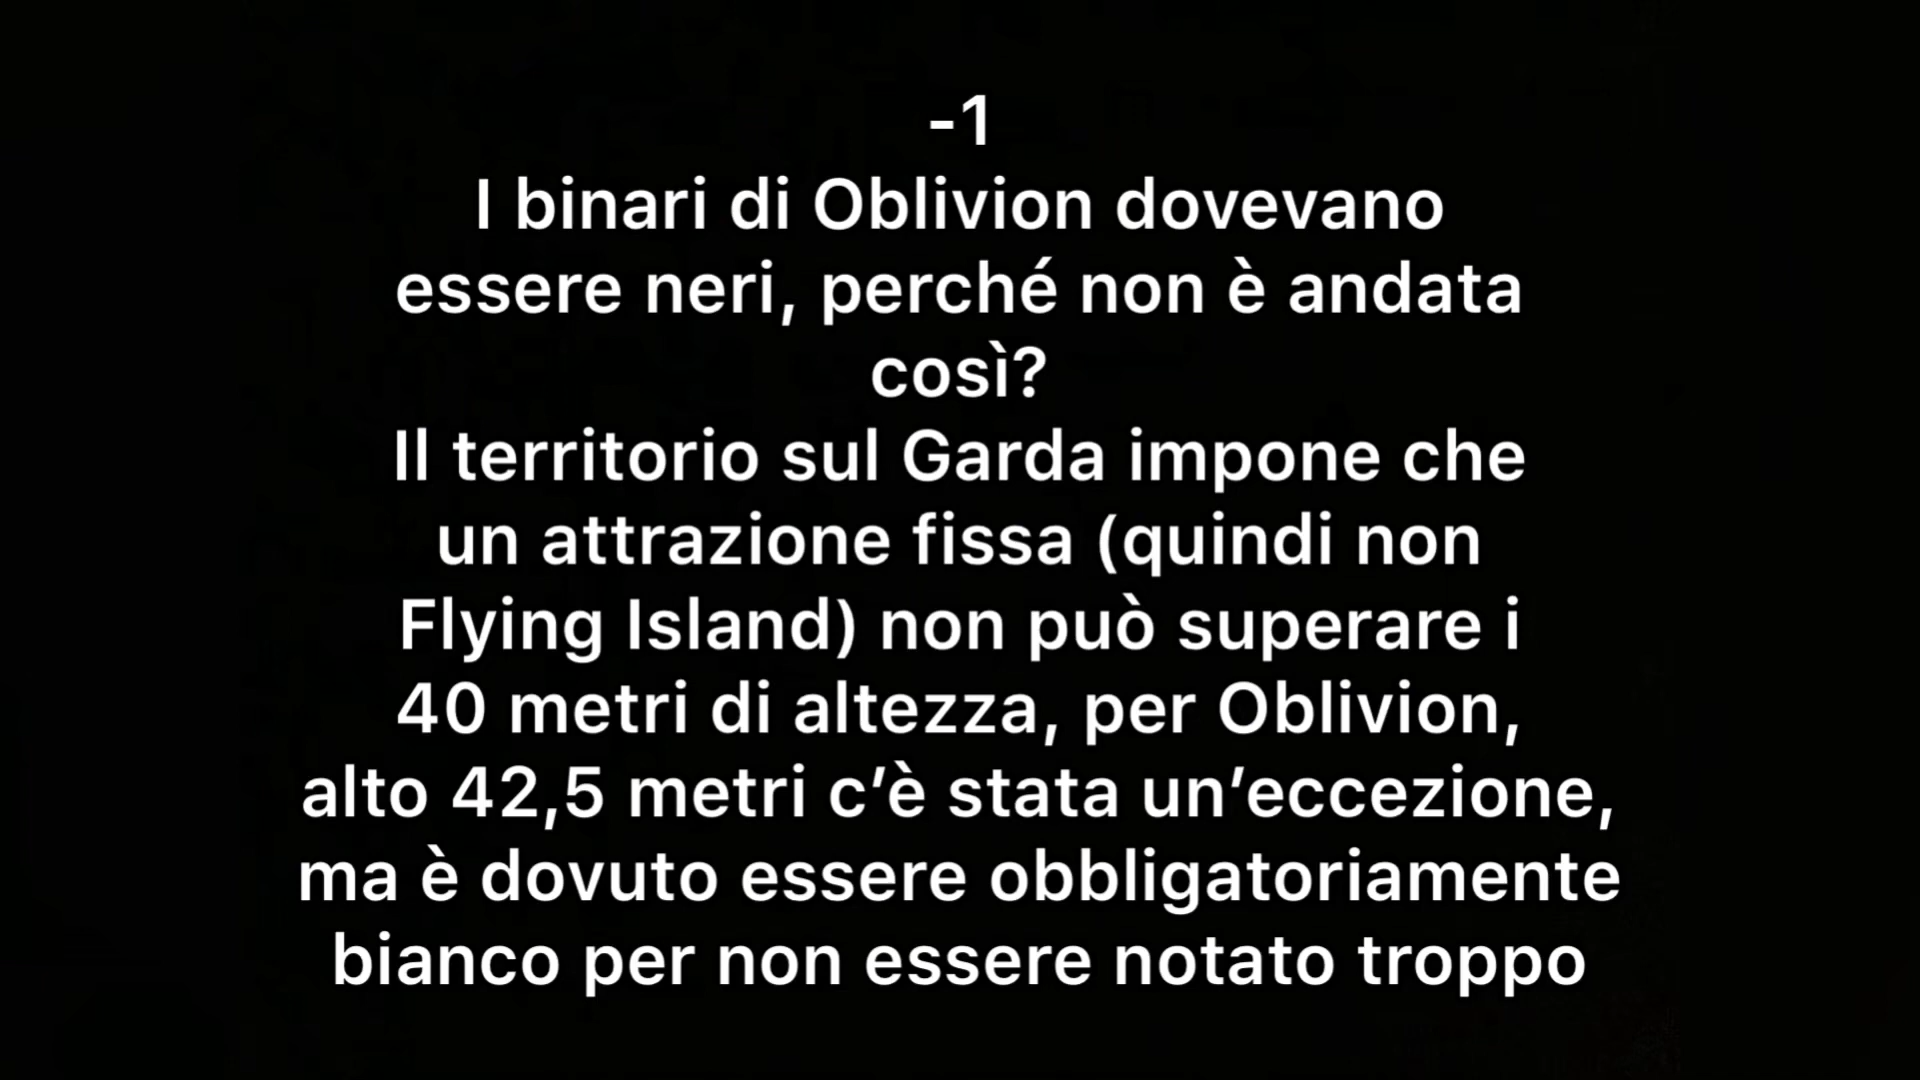 -1
I binari di Oblivion dovevano
essere neri, perché non è andata
così?
Il territorio sul Garda impone che
un attrazione fissa (quindi non
Flying Island) non può superare i
40 metri di altezza, per Oblivion,
alto 42,5 metri c’è stata un’eccezione,
ma è dovuto essere obbligatoriamente
bianco per non essere notato troppo